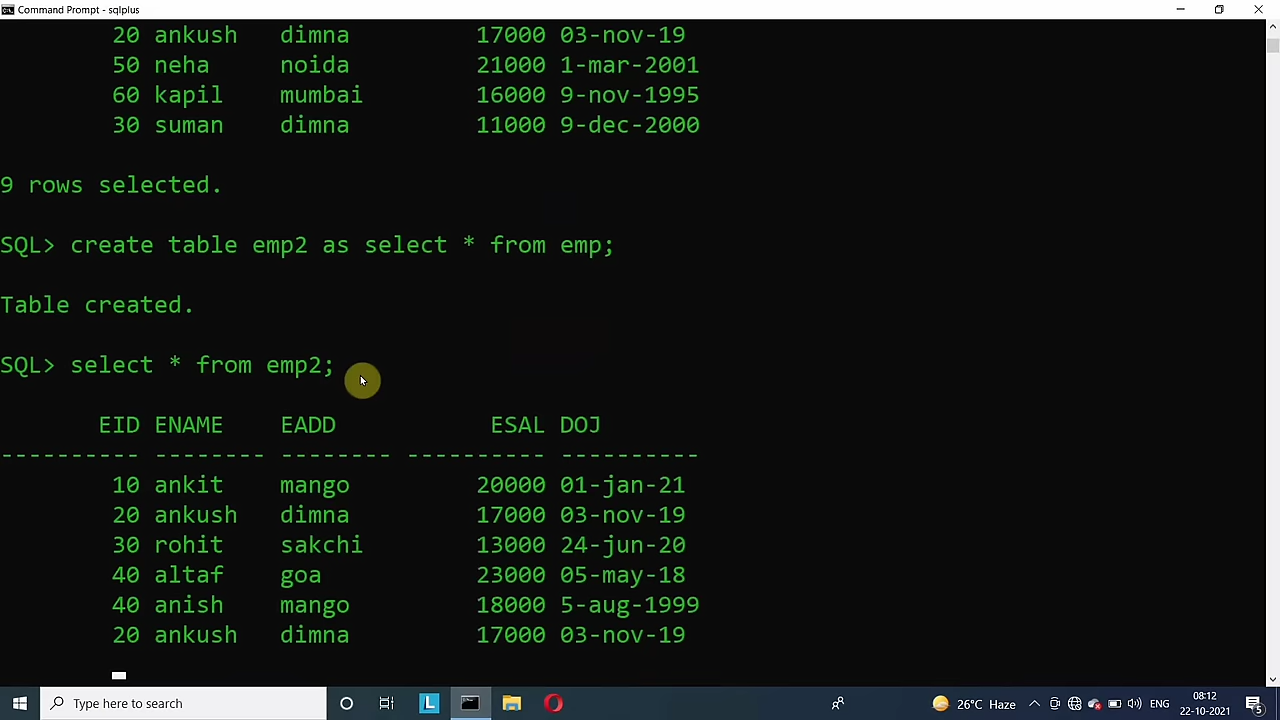 Command Prompt - sqlplus
20 ankush dimna 17000 03-nov-19
50 neha noida 21000 1-mar-2001
60 kapil mumbai 16000 9-nov-1995
30 suman dimna 11000 9-dec-2000
9 rows selected.
SQL> create table emp2 as select * from emp;
Table created.
SQL> select * from emp2;
EID ENAME EADD ESAL DOJ
---------- -------- -------- ---------- ----------
10 ankit mango 20000 01-jan-21
20 ankush dimna 17000 03-nov-19
30 rohit sakchi 13000 24-jun-20
40 altaf goa 23000 05-may-18
40 anish mango 18000 5-aug-1999
20 ankush dimna 17000 03-nov-19
Type here to search
L
26°C Haze
ENG
08:12
22-10-2021
3